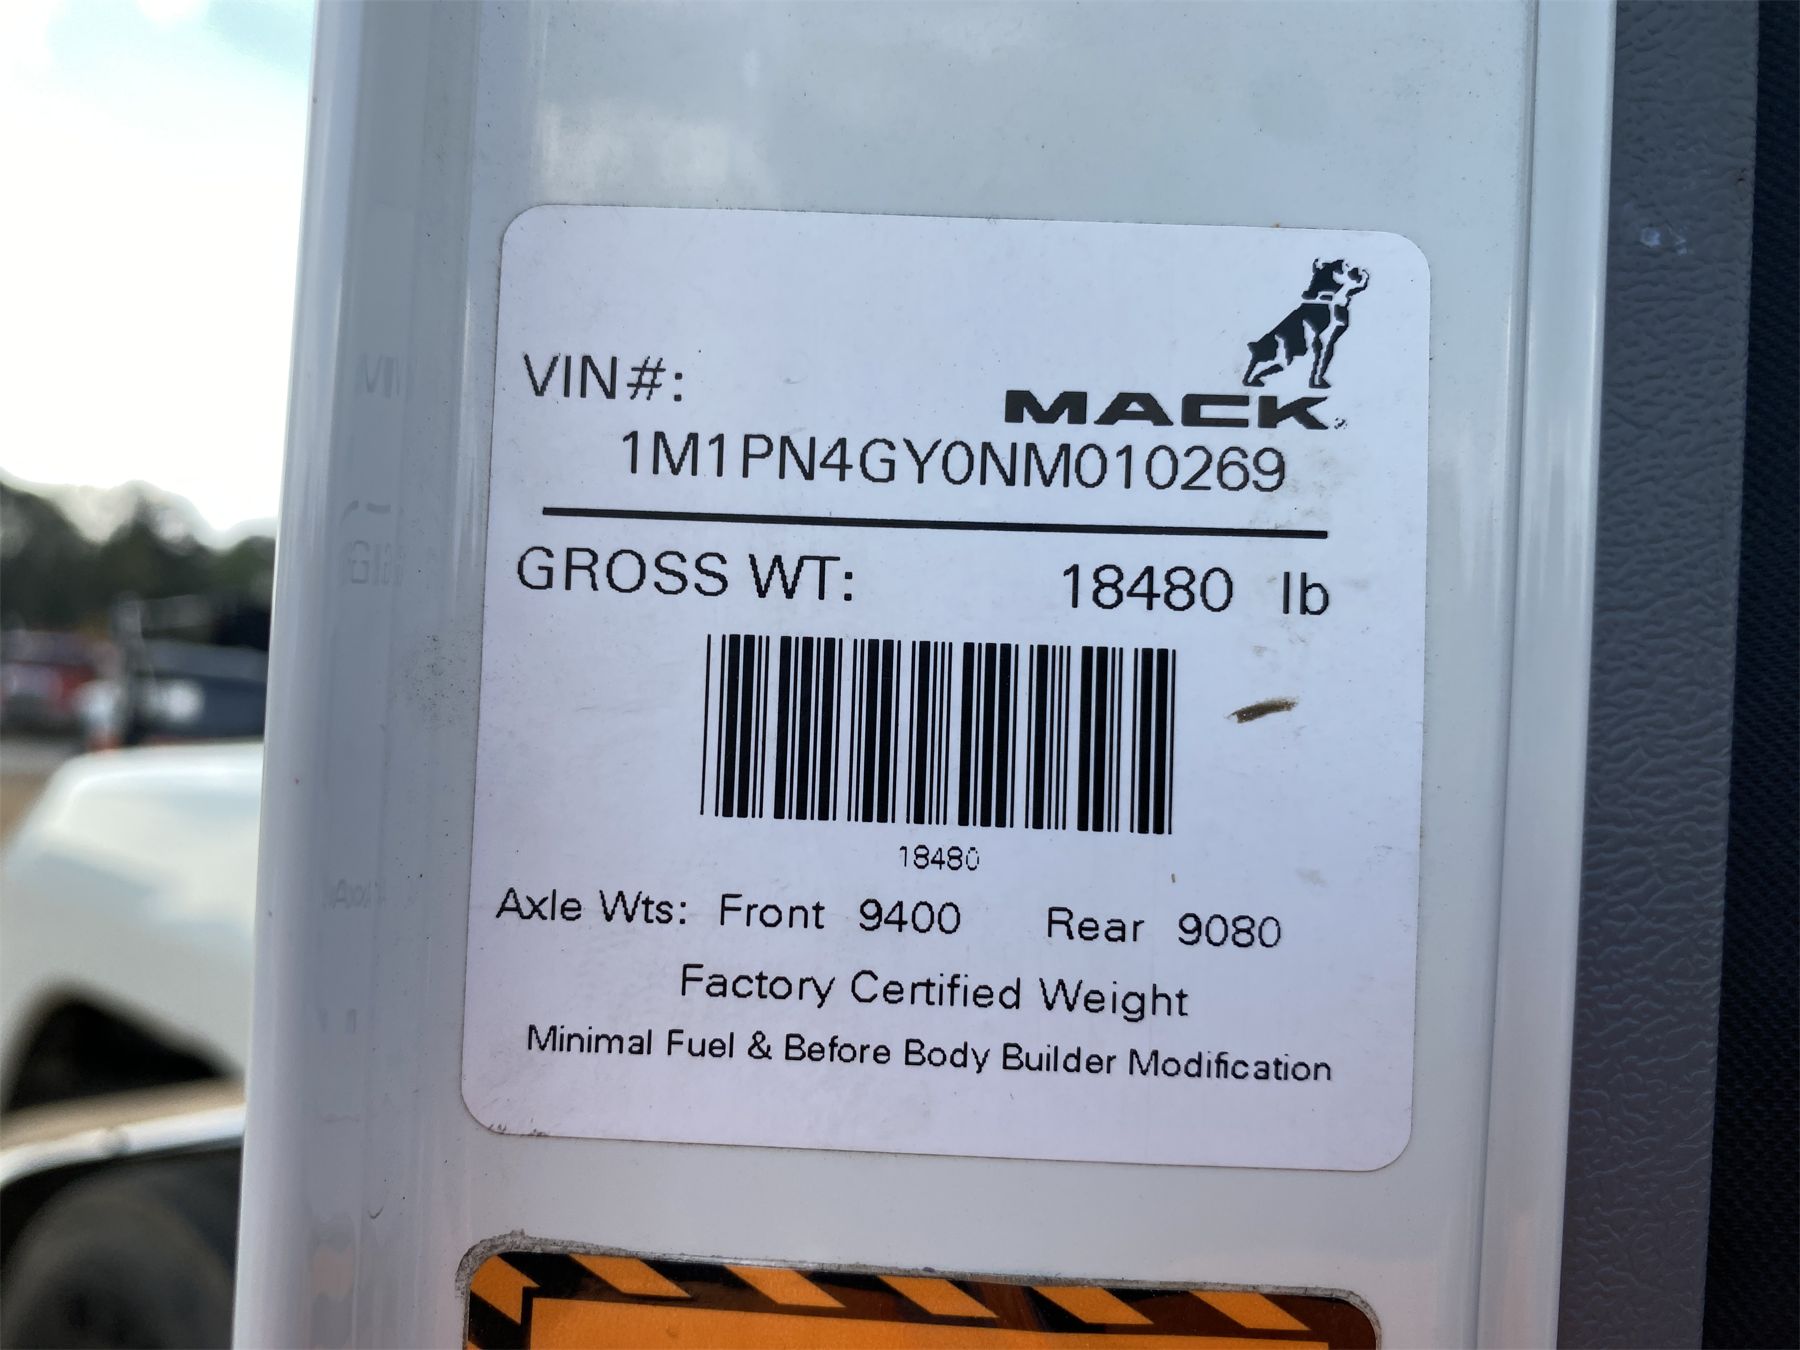 VIN#:
MACK
1M1PN4GY0NM010269
GROSS WT: 18480 lb
18480
Axle Wts: Front 9400 Rear 9080
Factory Certified Weight
Minimal Fuel & Before Body Builder Modification